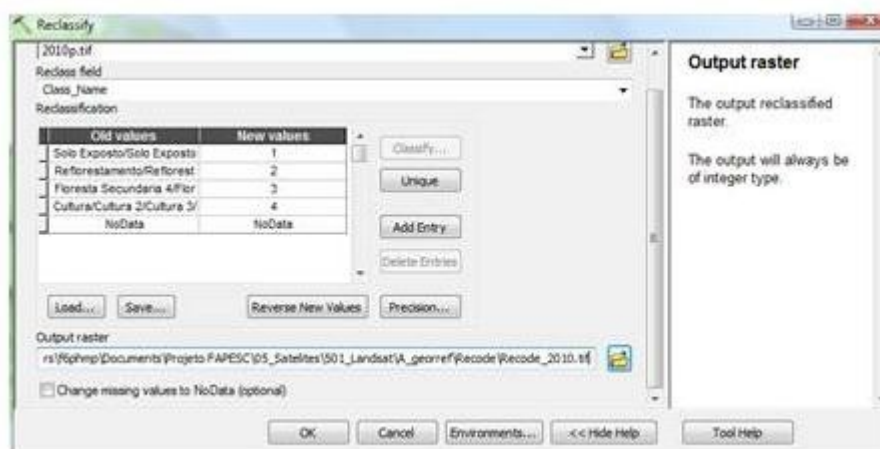 Reclassify
2010p.tif
Reclass field
Class_Name
Reclassification
Old values New values
Solo Exposto/Solo Exposto 1
Reflorestamento/Reflorest 2
Floresta Secundaria 4/Flor 3
Cultura/Cultura 2/Cultura 3/ 4
NoData NoData
Classify...
Unique
Add Entry
Delete Entries
Load... Save... Reverse New Values Precision...
Output raster
rs\f6phmp\Documents\Projeto FAPESC\05_Satelites\501_Landsat\A_georref\Recode\Recode_2010.tif
Change missing values to NoData (optional)
OK Cancel Environments... << Hide Help Tool Help
Output raster
The output reclassified
raster.
The output will always be
of integer type.